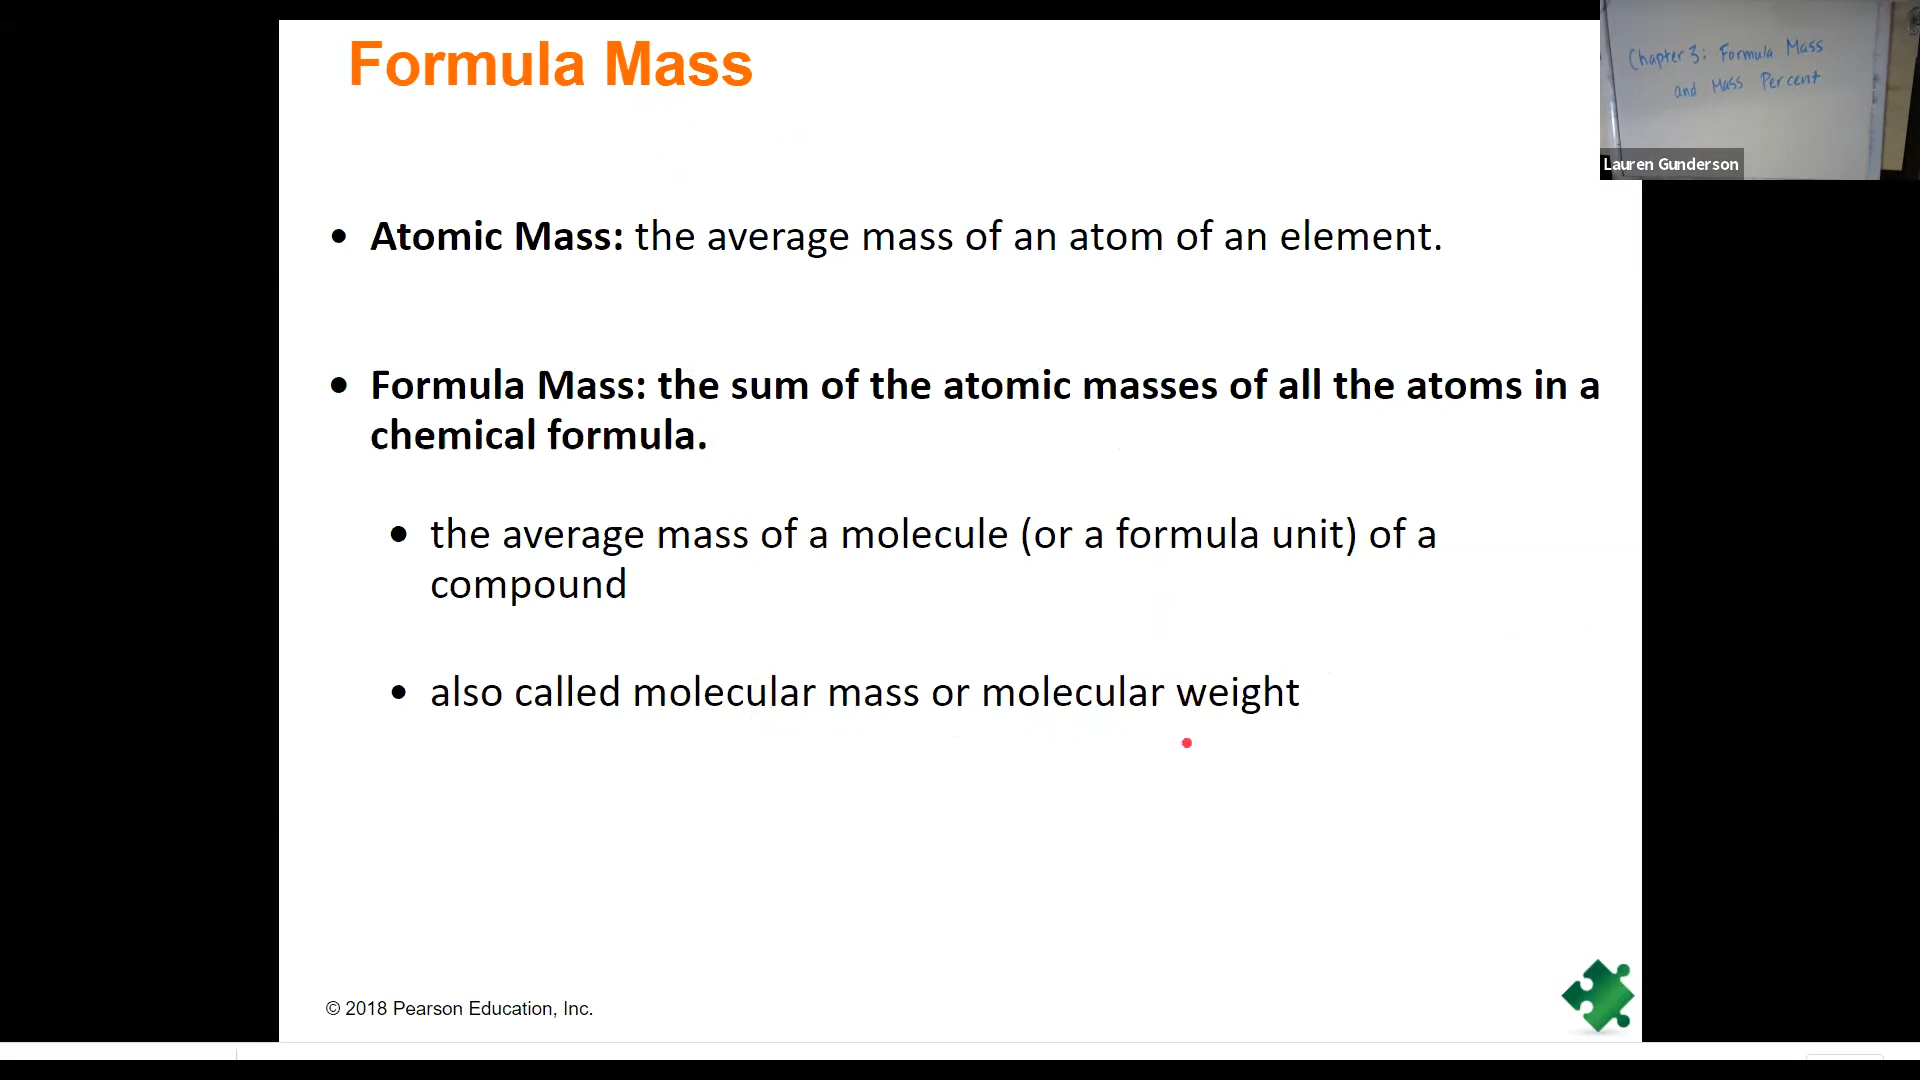 Formula Mass
Chapter 3: Formula Mass
and Mass Percent
Lauren Gunderson
• Atomic Mass: the average mass of an atom of an element.
• Formula Mass: the sum of the atomic masses of all the atoms in a
chemical formula.
• the average mass of a molecule (or a formula unit) of a
compound
• also called molecular mass or molecular weight
© 2018 Pearson Education, Inc.